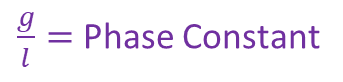 g/l = Phase Constant